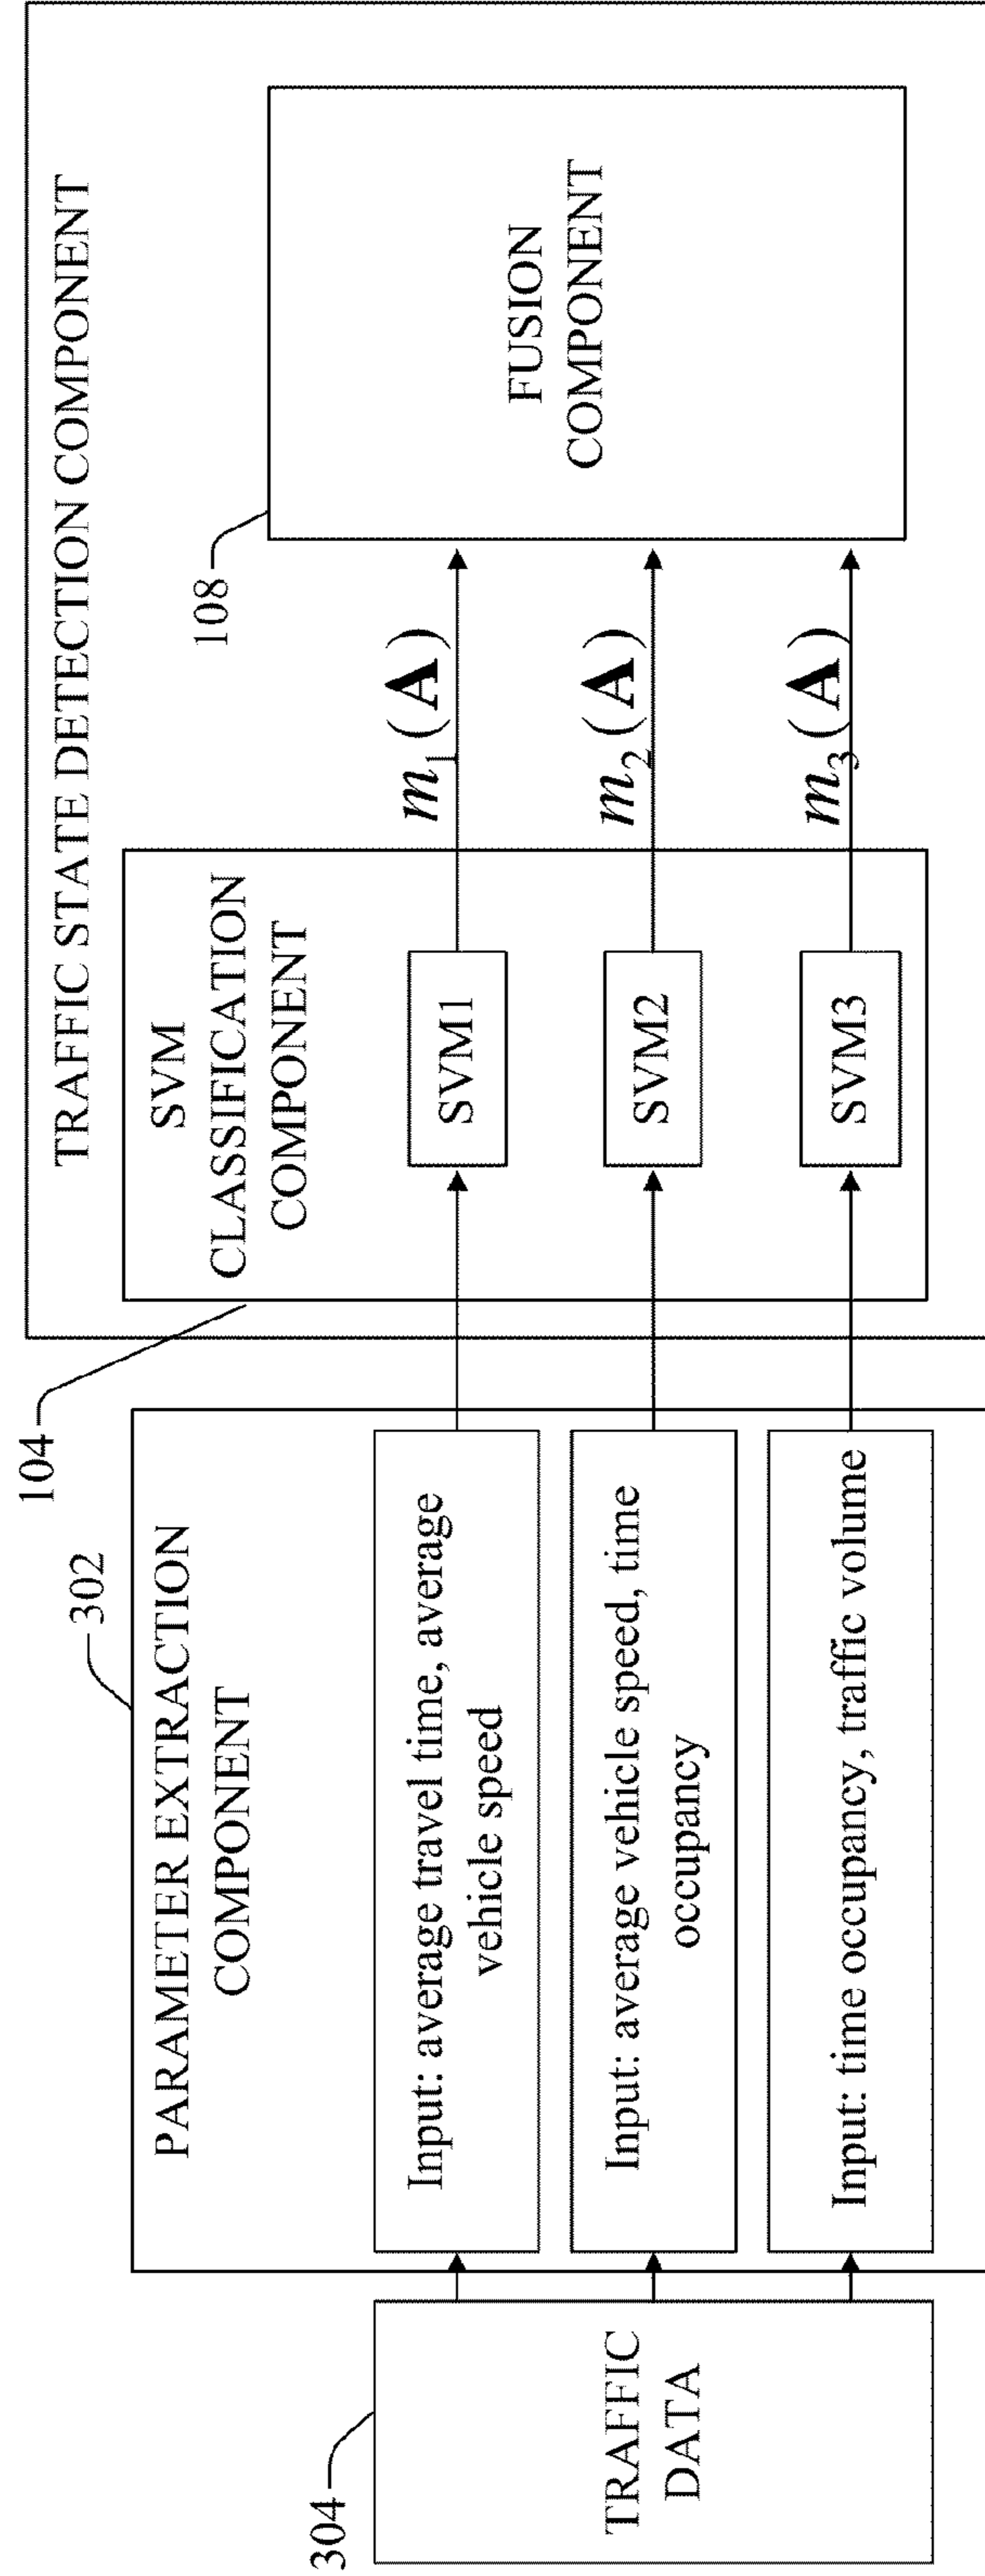 304
TRAFFIC
DATA
302
PARAMETER EXTRACTION
COMPONENT
Input: average travel time, average
vehicle speed
Input: average vehicle speed, time
occupancy
Input: time occupancy, traffic volume
TRAFFIC STATE DETECTION COMPONENT
104
SVM
CLASSIFICATION
COMPONENT
SVM1
SVM2
SVM3
m₁(A)
m₂(A)
m₃(A)
108
FUSION
COMPONENT